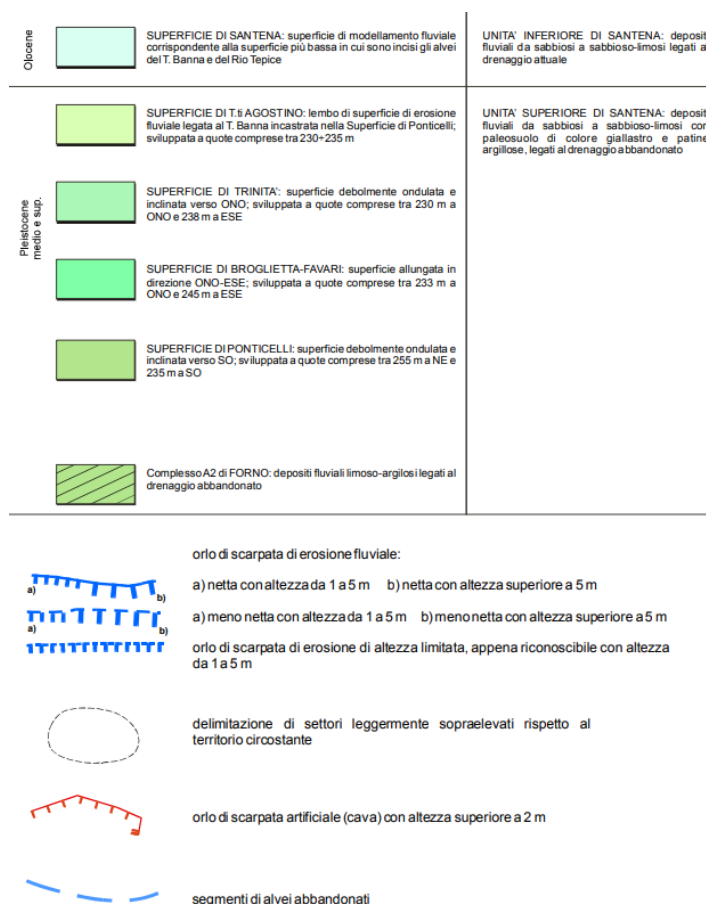 Olocene
SUPERFICIE DI SANTENA: superficie di modellamento fluviale
corrispondente alla superficie più bassa in cui sono incisi gli alvei
del T. Banna e del Rio Tepice
UNITA' INFERIORE DI SANTENA: deposit
fluviali da sabbiosi a sabbioso-limosi legati a
drenaggio attuale
Pleistocene
medio e sup.
SUPERFICIE DI T.ti AGOSTINO: lembo di superficie di erosione
fluviale legata al T. Banna incastrata nella Superficie di Ponticelli;
sviluppata a quote comprese tra 230÷235 m
UNITA' SUPERIORE DI SANTENA: deposit
fluviali da sabbiosi a sabbioso-limosi con
paleosuolo di colore giallastro e patine
argillose, legati al drenaggio abbandonato
SUPERFICIE DI TRINITA': superficie debolmente ondulata e
inclinata verso ONO; sviluppata a quote comprese tra 230 m a
ONO e 238 m a ESE
SUPERFICIE DI BROGLIETTA-FAVARI: superficie allungata in
direzione ONO-ESE; sviluppata a quote comprese tra 233 m a
ONO e 245 m a ESE
SUPERFICIE DI PONTICELLI: superficie debolmente ondulata e
inclinata verso SO; sviluppata a quote comprese tra 255 m a NE e
235 m a SO
Complesso A2 di FORNO: depositi fluviali limoso-argilosi legati al
drenaggio abbandonato
orlo di scarpata di erosione fluviale:
a) b)
a) netta con altezza da 1 a 5 m b) netta con altezza superiore a 5 m
a) b)
a) meno netta con altezza da 1 a 5 m b) meno netta con altezza superiore a 5 m
orlo di scarpata di erosione di altezza limitata, appena riconoscibile con altezza
da 1 a 5 m
delimitazione di settori leggermente sopraelevati rispetto al
territorio circostante
orlo di scarpata artificiale (cava) con altezza superiore a 2 m
segmenti di alvei abbandonati